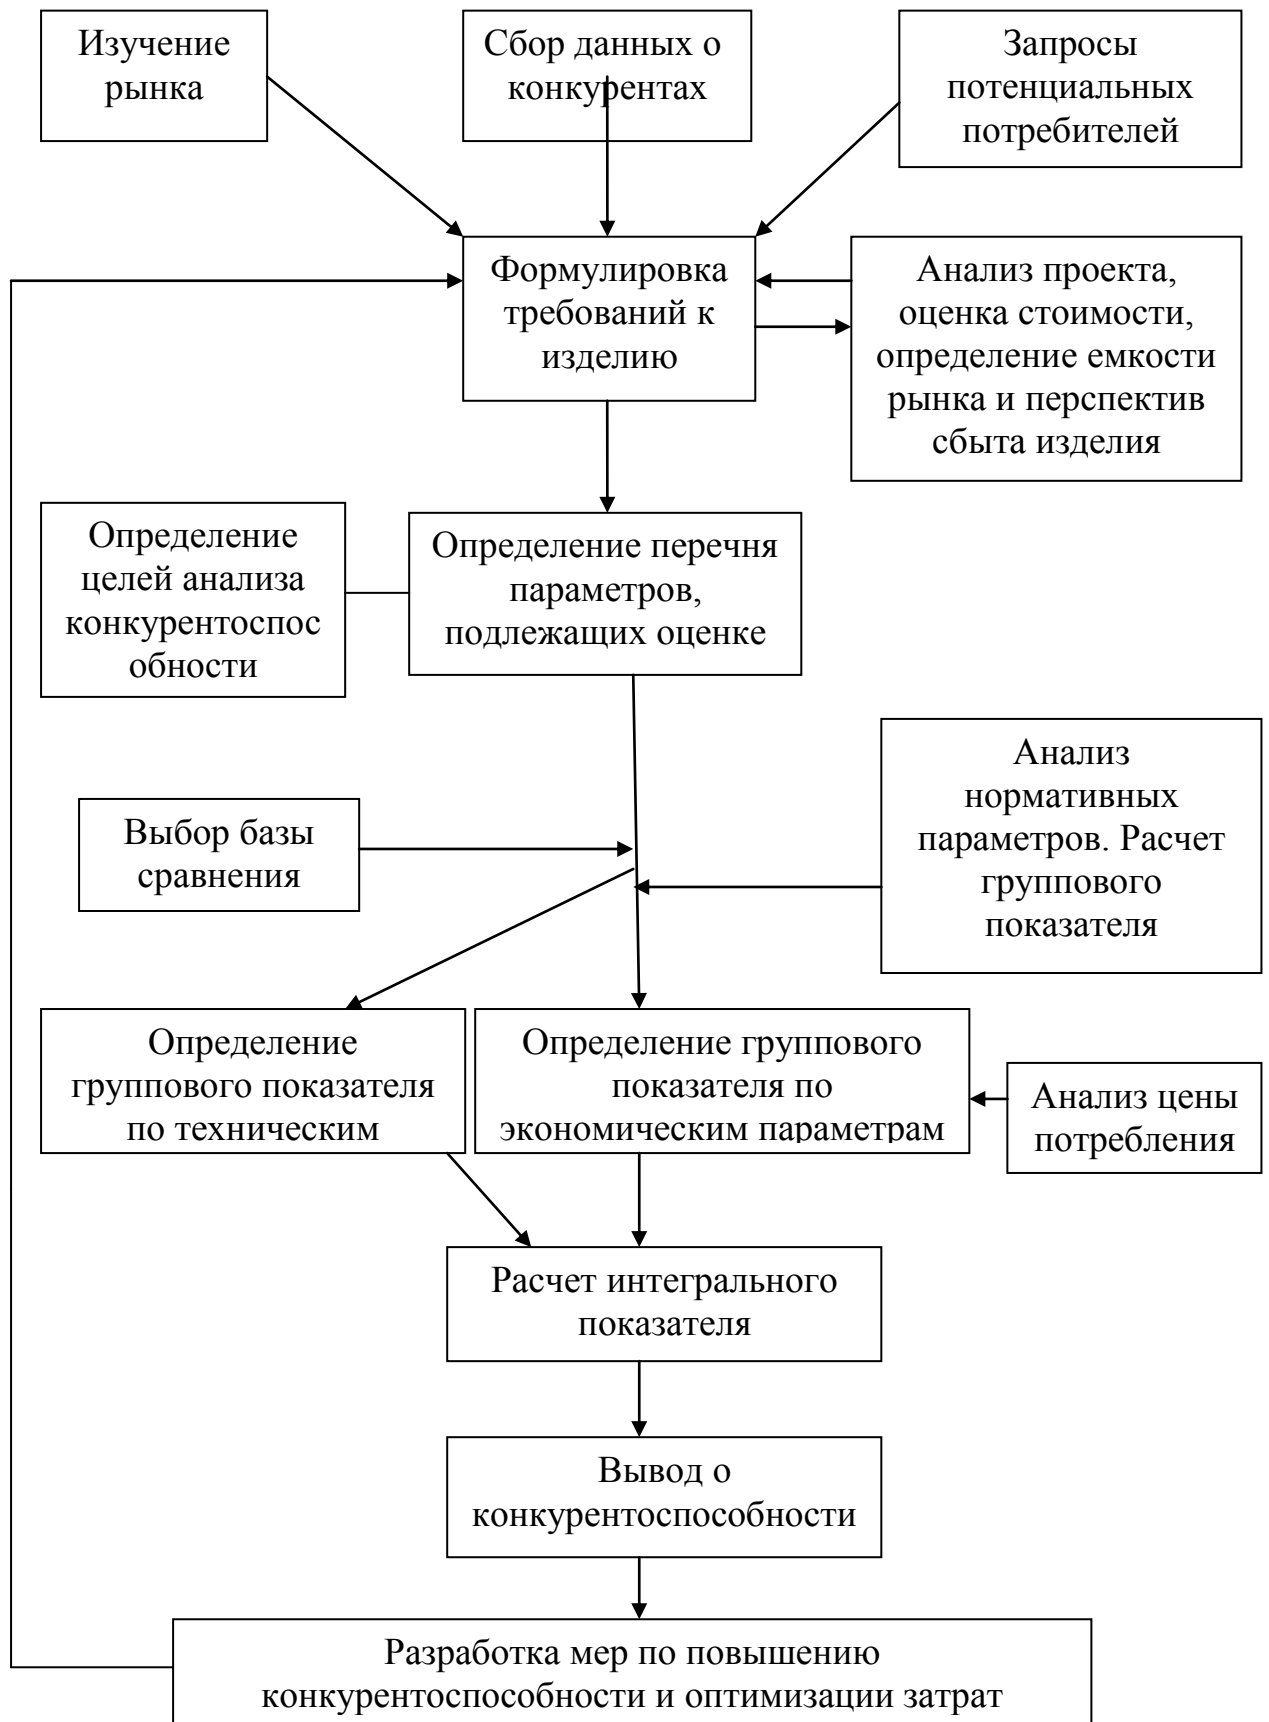 Изучение
рынка
Сбор данных о
конкурентах
Запросы
потенциальных
потребителей
Формулировка
требований к
изделию
Анализ проекта,
оценка стоимости,
определение емкости
рынка и перспектив
сбыта изделия
Определение
целей анализа
конкурентоспос
обности
Определение перечня
параметров,
подлежащих оценке
Анализ
нормативных
параметров. Расчет
группового
показателя
Выбор базы
сравнения
Определение
группового показателя
по техническим
Определение группового
показателя по
экономическим параметрам
Анализ цены
потребления
Расчет интегрального
показателя
Вывод о
конкурентоспособности
Разработка мер по повышению
конкурентоспособности и оптимизации затрат